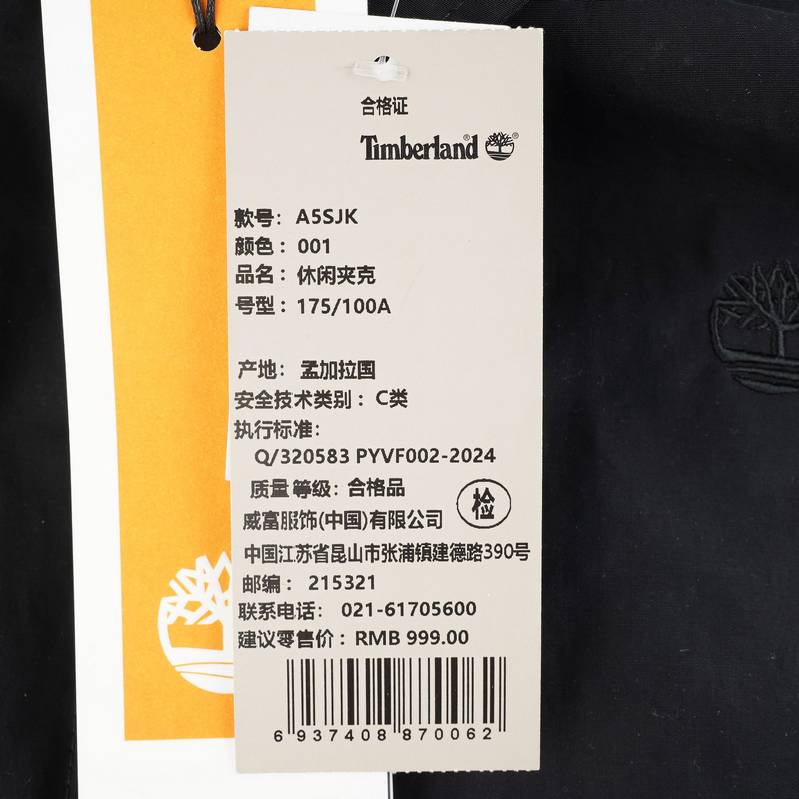 合格证
Timberland®
®
款号：A5SJK
颜色：001
品名：休闲夹克
号型：175/100A
产地：孟加拉国
安全技术类别：C类
执行标准：
Q/320583 PYVF002-2024
质量等级：合格品
检
威富服饰(中国)有限公司
中国江苏省昆山市张浦镇建德路390号
邮编：215321
联系电话：021-61705600
建议零售价：RMB 999.00
6937408870062